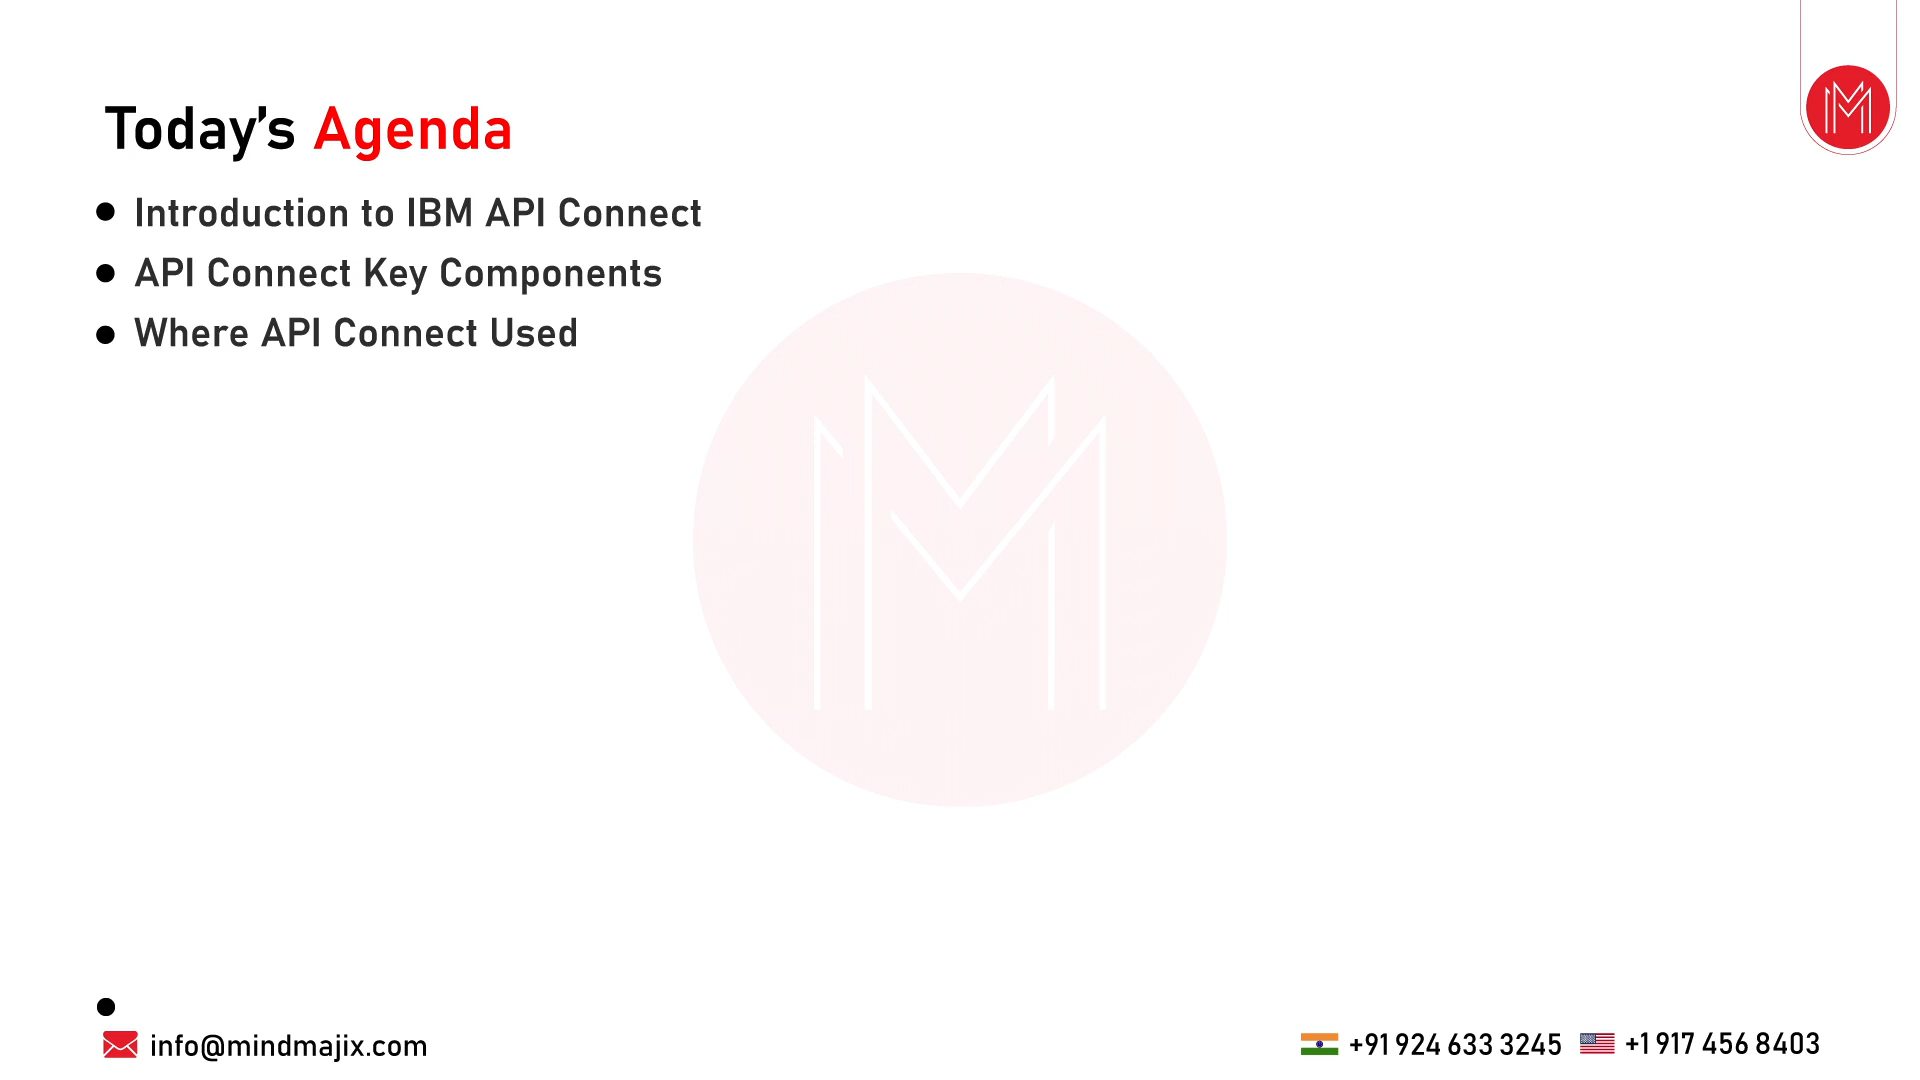 Today’s Agenda
● Introduction to IBM API Connect
● API Connect Key Components
● Where API Connect Used
●
info@mindmajix.com
+91 924 633 3245
+1 917 456 8403